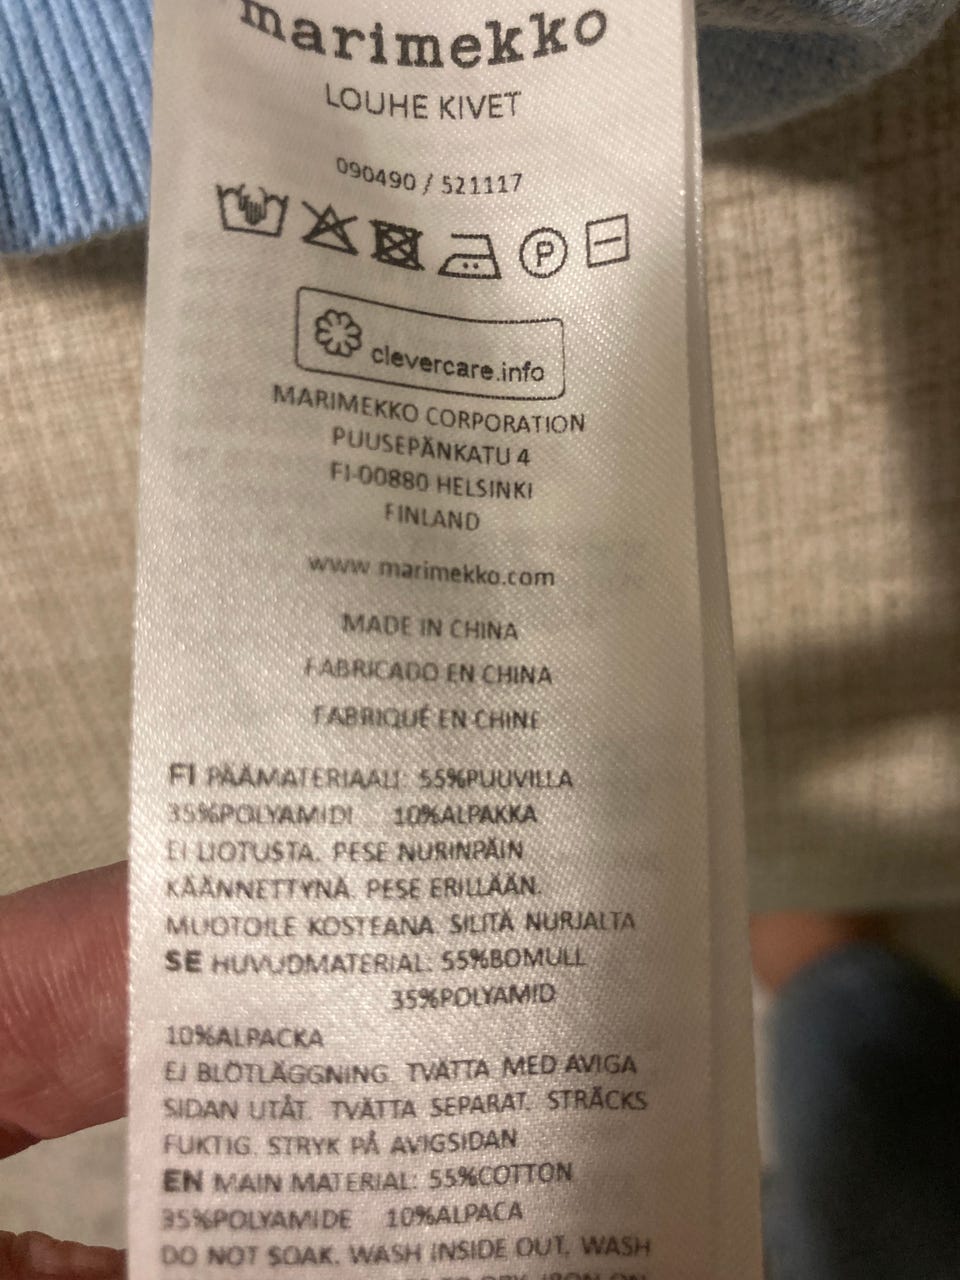 marimekko
LOUHE KIVET
090490 / 521117
P
clevercare.info
MARIMEKKO CORPORATION
PUUSEPÄNKATU 4
FI-00880 HELSINKI
FINLAND
www marimekko.com
MADE IN CHINA
FABRICADO EN CHINA
FABRIQUÉ EN CHINE
FI PÄÄMATERIAALI: 55%PUUVILLA
35%POLYAMIDI 10%ALPAKKA
EI LIOTUSTA. PESE NURINPÄIN
KÄÄNNETTYNÄ. PESE ERILLÄÄN.
MUOTOILE KOSTEANA. SILITÄ NURJALTA
SE HUVUDMATERIAL: 55%BOMULL
35%POLYAMID
10%ALPACKA
EJ BLÖTLÄGGNING. TVÄTTA MED AVIGA
SIDAN UTÅT. TVÄTTA SEPARAT. STRÄCKS
FUKTIG. STRYK PÅ AVIGSIDAN
EN MAIN MATERIAL: 55%COTTON
35%POLYAMIDE 10%ALPACA
DO NOT SOAK. WASH INSIDE OUT. WASH
TO DRY. IRON ON